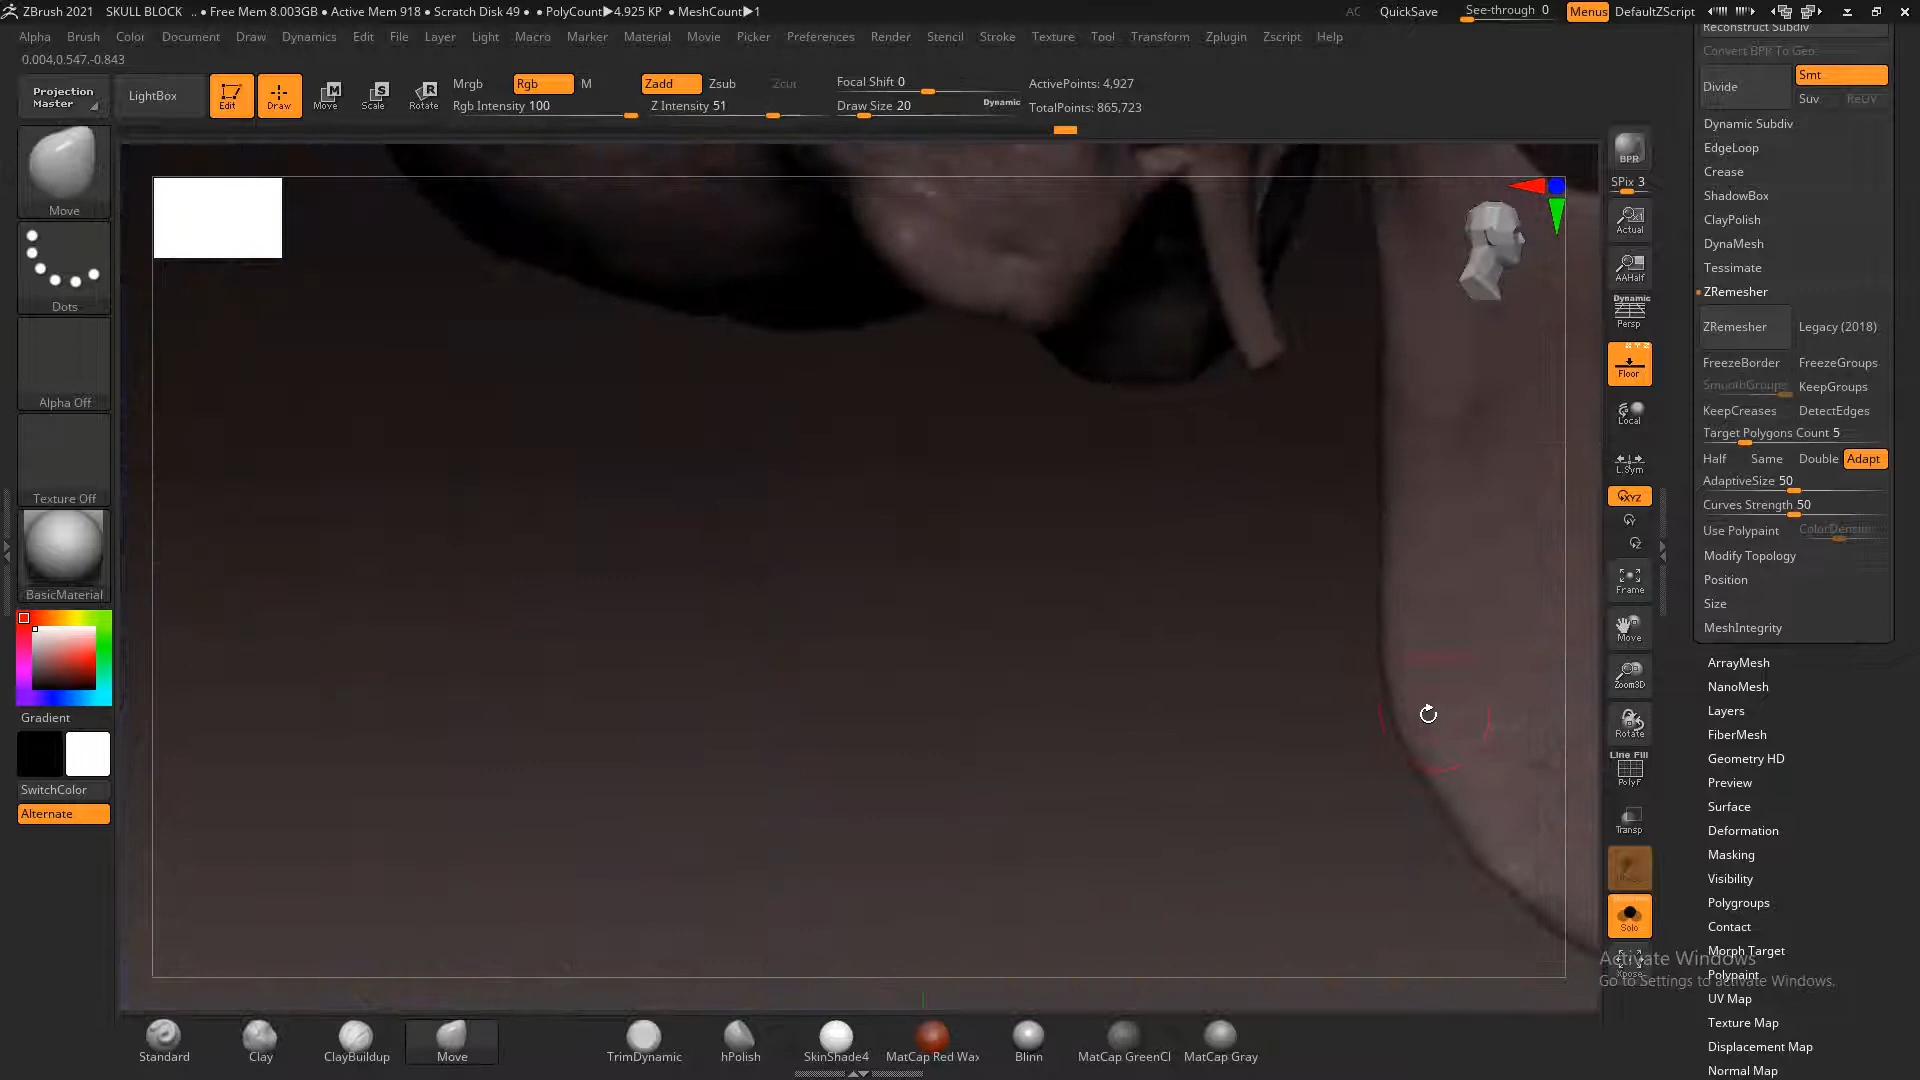 ZBrush 2021 SKULL BLOCK .. ● Free Mem 8.003GB ● Active Mem 918 ● Scratch Disk 49 ● ● PolyCount▶4.925 KP ● MeshCount▶1 AC QuickSave See-through 0 Menus DefaultZScript
Alpha Brush Color Document Draw Dynamics Edit File Layer Light Macro Marker Material Movie Picker Preferences Render Stencil Stroke Texture Tool Transform Zplugin Zscript Help
0.004,0.547,-0.843
Projection Master
LightBox
Edit
Draw
Move
Scale
Rotate
Mrgb Rgb M
Rgb Intensity 100
Zadd Zsub Zcut
Z Intensity 51
Focal Shift 0
Draw Size 20
Dynamic
ActivePoints: 4,927
TotalPoints: 865,723
Move
Dots
Alpha Off
Texture Off
BasicMaterial
Gradient
SwitchColor
Alternate
BPR
SPix 3
Actual
AAHalf
Dynamic
Persp
X Y Z
Floor
Local
L.Sym
XYZ
Y
Z
Frame
Move
Zoom3D
Rotate
Line Fill
PolyF
Transp
Solo
Xpose
Reconstruct Subdiv
Convert BPR To Geo
Divide
Smt
Suv ReUV
Dynamic Subdiv
EdgeLoop
Crease
ShadowBox
ClayPolish
DynaMesh
Tessimate
ZRemesher
ZRemesher Legacy (2018)
FreezeBorder FreezeGroups
SmoothGroups KeepGroups
KeepCreases DetectEdges
Target Polygons Count 5
Half Same Double Adapt
AdaptiveSize 50
Curves Strength 50
Use Polypaint
Modify Topology
Position
Size
MeshIntegrity
ArrayMesh
NanoMesh
Layers
FiberMesh
Geometry HD
Preview
Surface
Deformation
Masking
Visibility
Polygroups
Contact
Morph Target
Polypaint
UV Map
Texture Map
Displacement Map
Normal Map
Activate Windows
Go to Settings to activate Windows.
Standard Clay ClayBuildup Move TrimDynamic hPolish SkinShade4 MatCap Red Wax Blinn MatCap GreenCl MatCap Gray